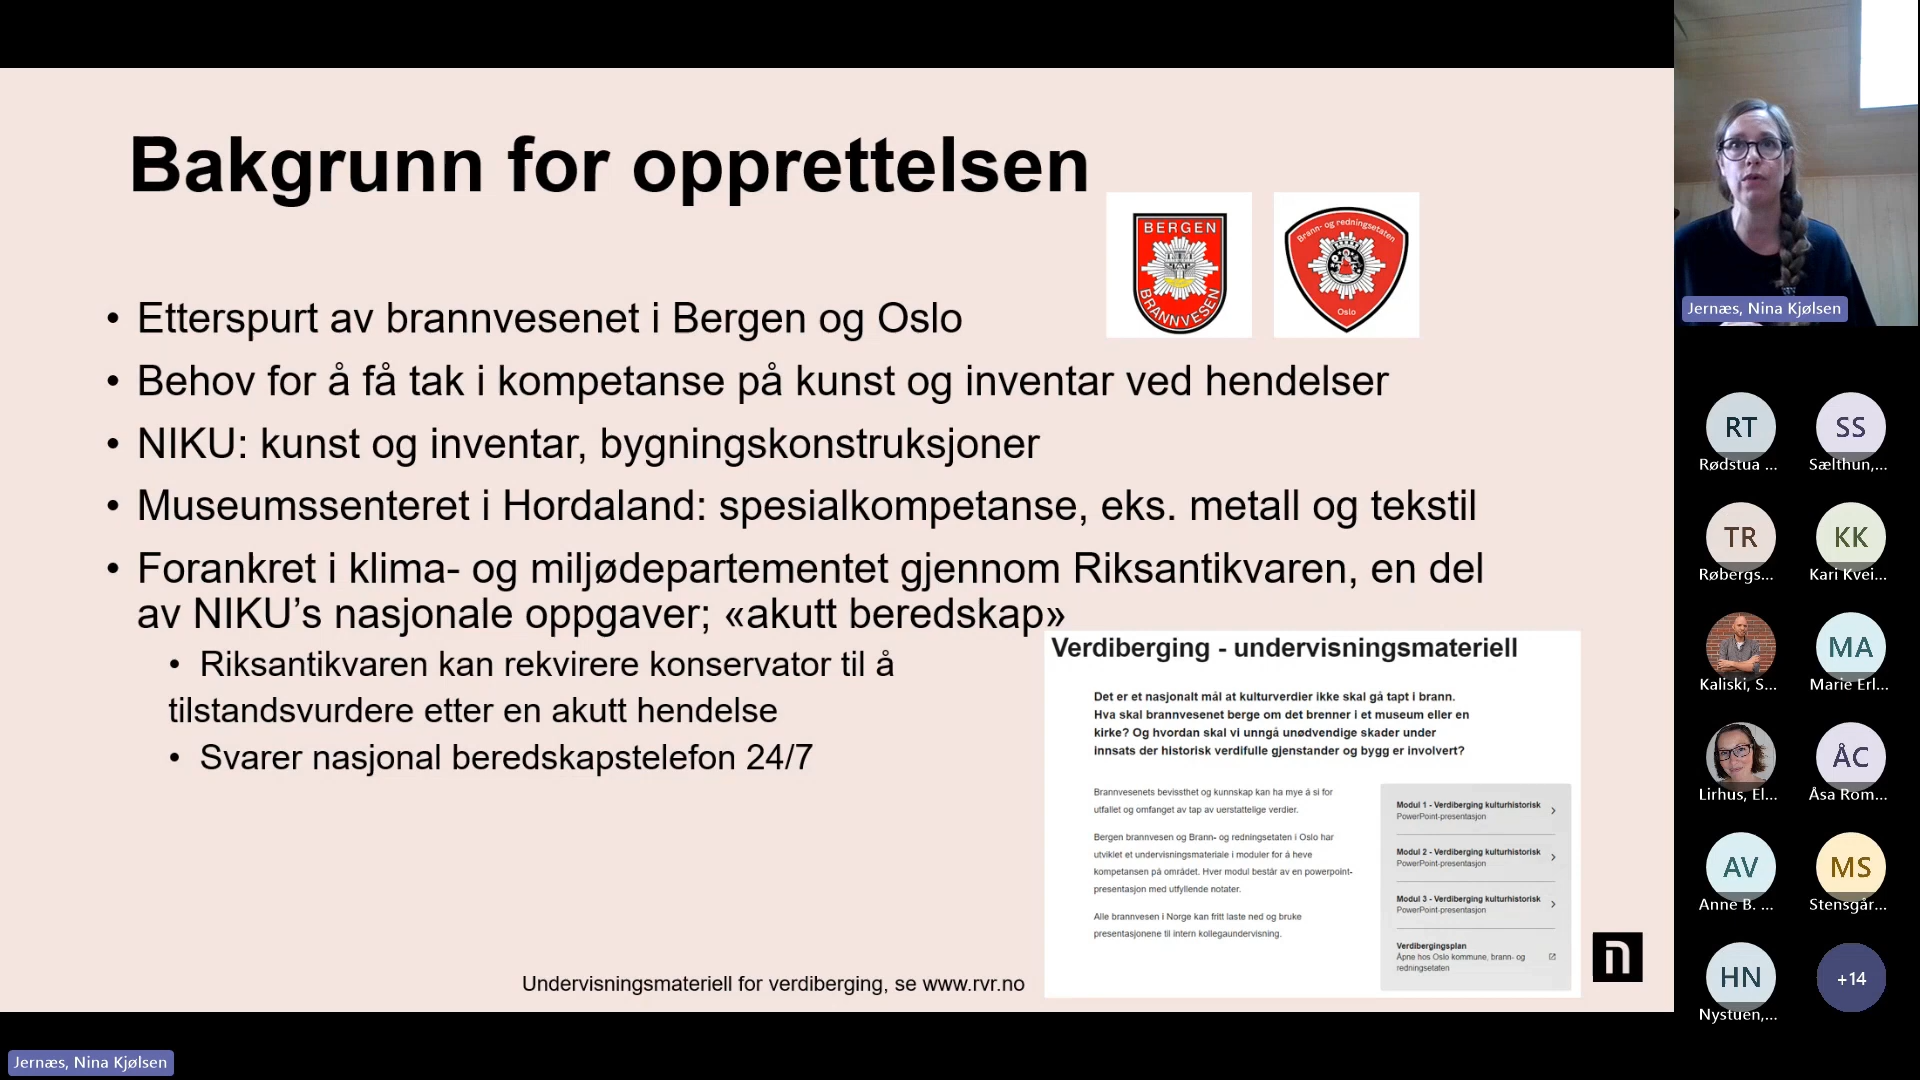 Bakgrunn for opprettelsen
BERGEN
BRANNVESEN
Brann- og redningsetaten
Oslo
• Etterspurt av brannvesenet i Bergen og Oslo
• Behov for å få tak i kompetanse på kunst og inventar ved hendelser
• NIKU: kunst og inventar, bygningskonstruksjoner
• Museumssenteret i Hordaland: spesialkompetanse, eks. metall og tekstil
• Forankret i klima- og miljødepartementet gjennom Riksantikvaren, en del
av NIKU’s nasjonale oppgaver; «akutt beredskap»
• Riksantikvaren kan rekvirere konservator til å
tilstandsvurdere etter en akutt hendelse
• Svarer nasjonal beredskapstelefon 24/7
Verdiberging - undervisningsmateriell
Det er et nasjonalt mål at kulturverdier ikke skal gå tapt i brann.
Hva skal brannvesenet berge om det brenner i et museum eller en
kirke? Og hvordan skal vi unngå unødvendige skader under
innsats der historisk verdifulle gjenstander og bygg er involvert?
Brannvesenets bevissthet og kunnskap kan ha mye å si for
utfallet og omfanget av tap av uerstattelige verdier.
Bergen brannvesen og Brann- og redningsetaten i Oslo har
utviklet et undervisningsmateriale i moduler for å heve
kompetansen på området. Hver modul består av en powerpoint-
presentasjon med utfyllende notater.
Alle brannvesen i Norge kan fritt laste ned og bruke
presentasjonene til intern kollegaundervisning.
Modul 1 - Verdiberging kulturhistorisk
PowerPoint-presentasjon
Modul 2 - Verdiberging kulturhistorisk
PowerPoint-presentasjon
Modul 3 - Verdiberging kulturhistorisk
PowerPoint-presentasjon
Verdibergingsplan
Åpne hos Oslo kommune, brann- og
redningsetaten
Undervisningsmateriell for verdiberging, se www.rvr.no
n
Jernæs, Nina Kjølsen
RT
Rødstua ...
SS
Sælthun,...
TR
Røbergs...
KK
Kari Kvei...
Kaliski, S...
MA
Marie Erl...
Lirhus, El...
ÅC
Åsa Rom...
AV
Anne B. ...
MS
Stensgår...
HN
Nystuen,...
+14
Jernæs, Nina Kjølsen